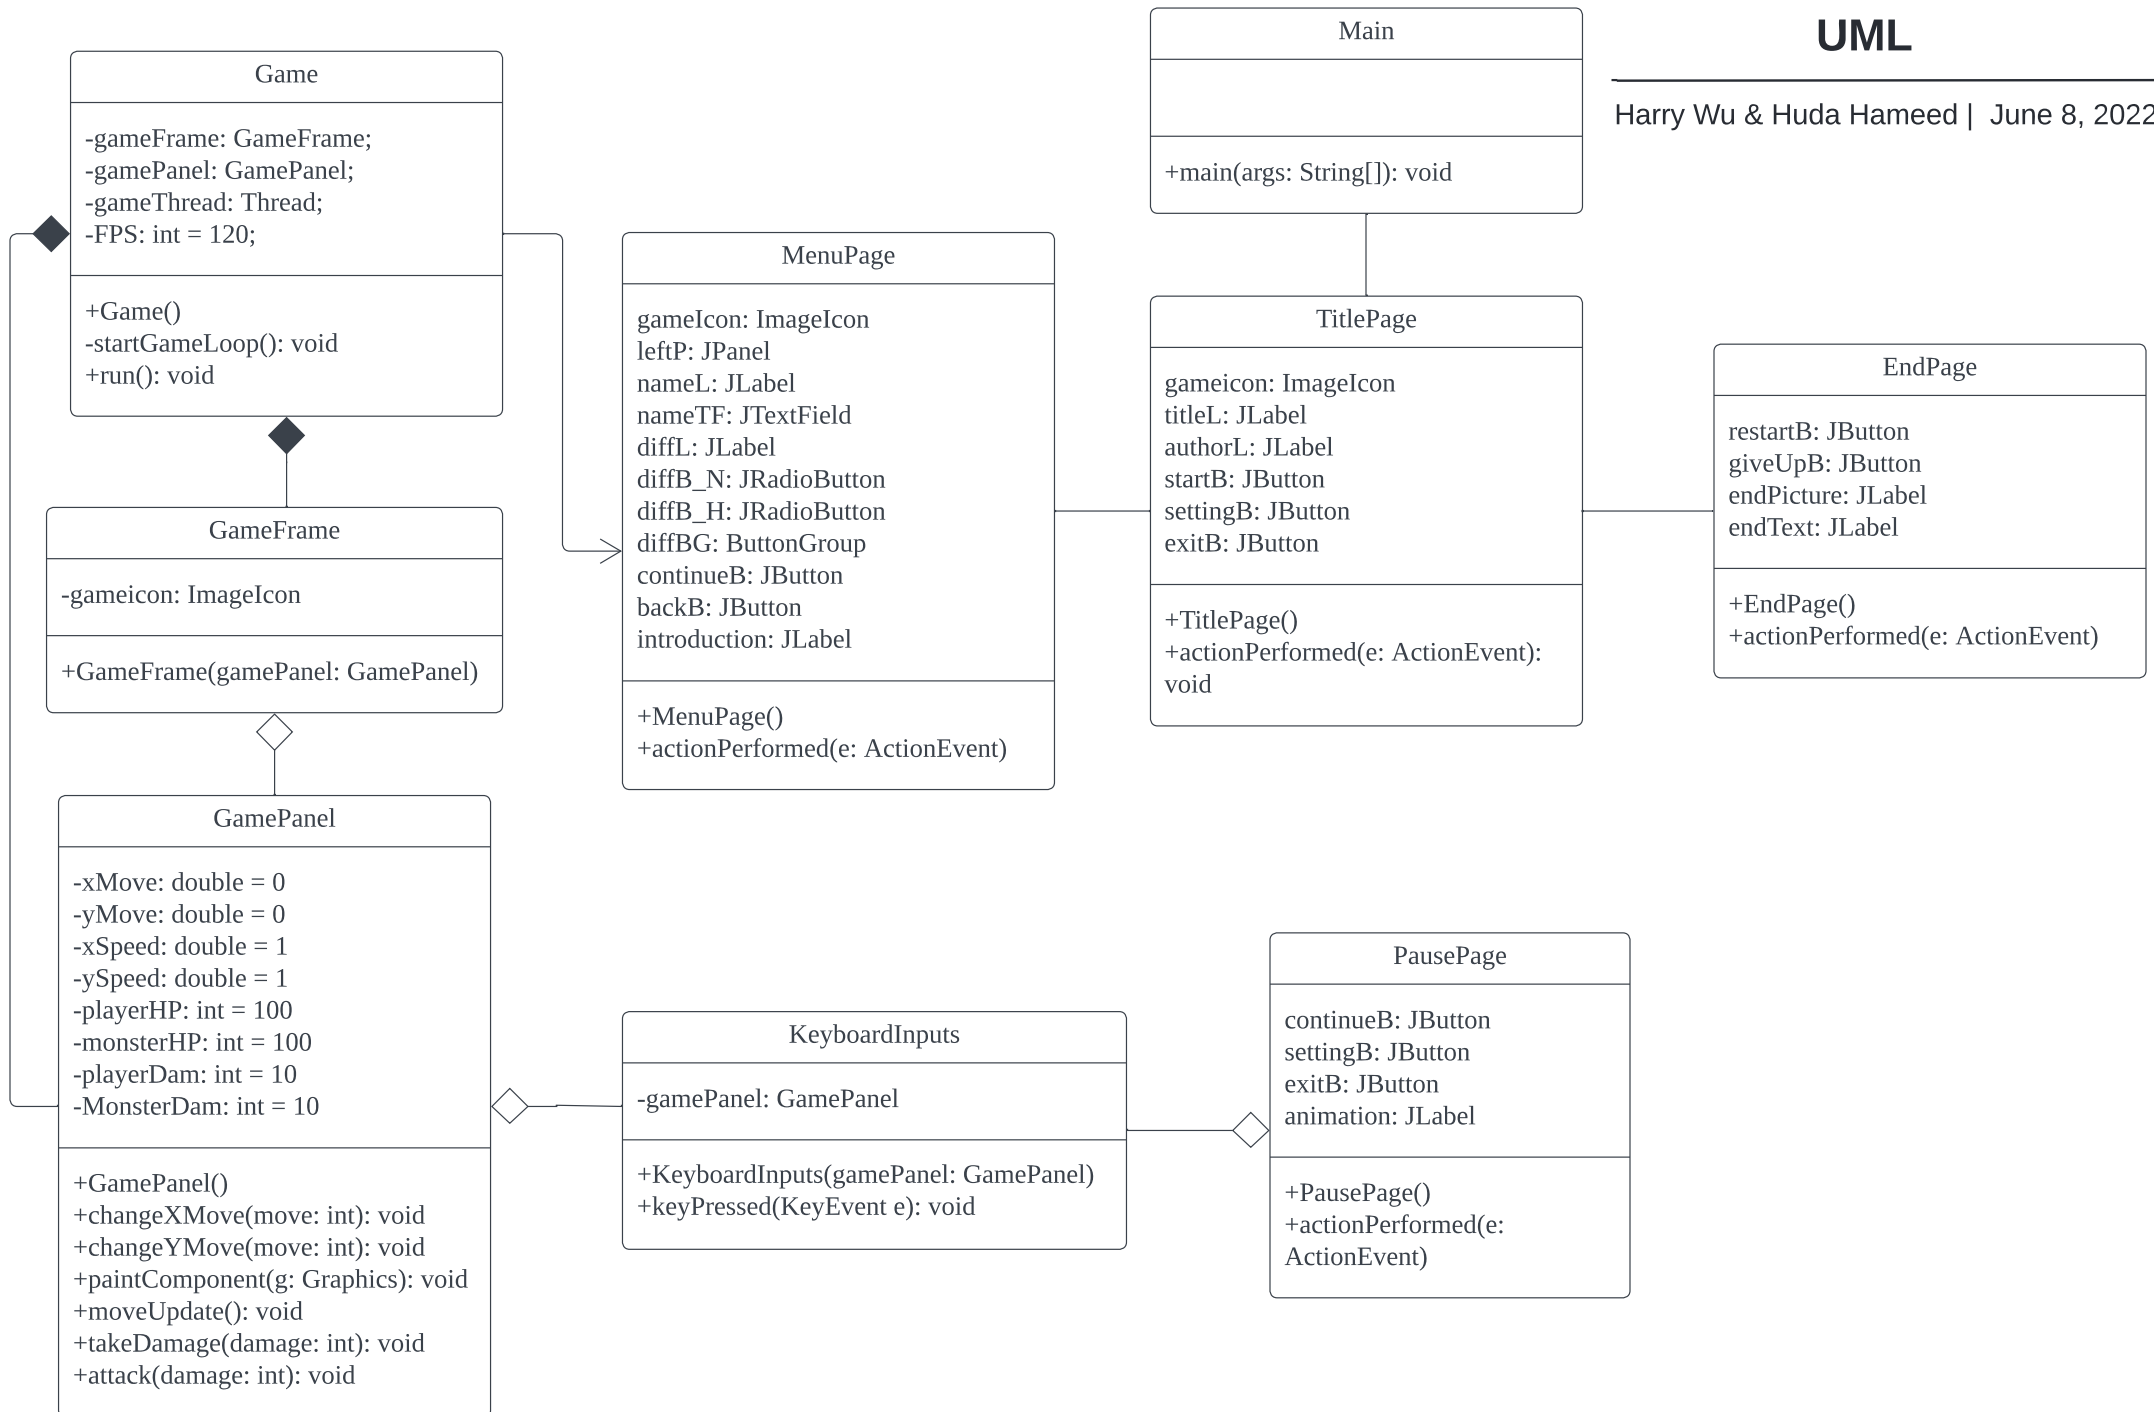 UML
Harry Wu & Huda Hameed | June 8, 2022
Game
-gameFrame: GameFrame;
-gamePanel: GamePanel;
-gameThread: Thread;
-FPS: int = 120;
+Game()
-startGameLoop(): void
+run(): void
GameFrame
-gameicon: ImageIcon
+GameFrame(gamePanel: GamePanel)
GamePanel
-xMove: double = 0
-yMove: double = 0
-xSpeed: double = 1
-ySpeed: double = 1
-playerHP: int = 100
-monsterHP: int = 100
-playerDam: int = 10
-MonsterDam: int = 10
+GamePanel()
+changeXMove(move: int): void
+changeYMove(move: int): void
+paintComponent(g: Graphics): void
+moveUpdate(): void
+takeDamage(damage: int): void
+attack(damage: int): void
MenuPage
gameIcon: ImageIcon
leftP: JPanel
nameL: JLabel
nameTF: JTextField
diffL: JLabel
diffB_N: JRadioButton
diffB_H: JRadioButton
diffBG: ButtonGroup
continueB: JButton
backB: JButton
introduction: JLabel
+MenuPage()
+actionPerformed(e: ActionEvent)
Main
+main(args: String[]): void
TitlePage
gameicon: ImageIcon
titleL: JLabel
authorL: JLabel
startB: JButton
settingB: JButton
exitB: JButton
+TitlePage()
+actionPerformed(e: ActionEvent):
void
EndPage
restartB: JButton
giveUpB: JButton
endPicture: JLabel
endText: JLabel
+EndPage()
+actionPerformed(e: ActionEvent)
KeyboardInputs
-gamePanel: GamePanel
+KeyboardInputs(gamePanel: GamePanel)
+keyPressed(KeyEvent e): void
PausePage
continueB: JButton
settingB: JButton
exitB: JButton
animation: JLabel
+PausePage()
+actionPerformed(e:
ActionEvent)